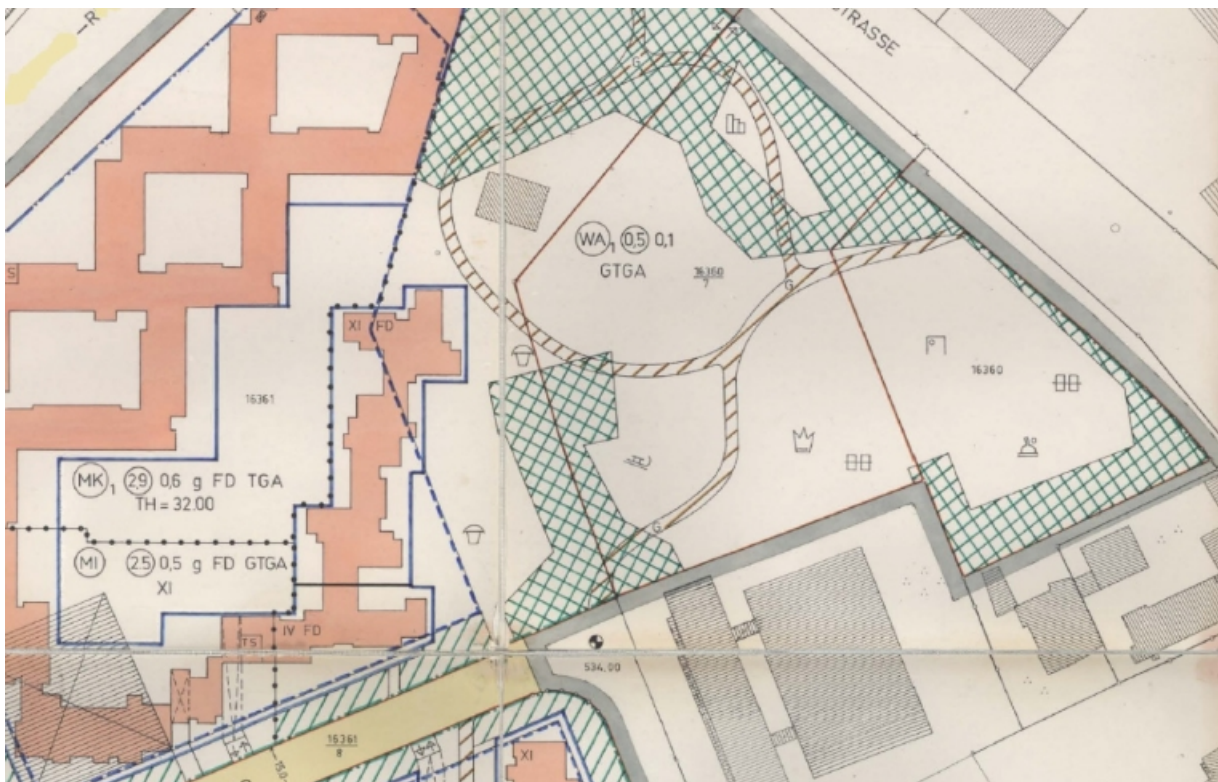 R
STRASSE
G
WA 1 0,5 0,1
GTGA
16360
7
G
S
XI FD
16361
16360
MK 1 2,9 0,6 g FD TGA
TH = 32.00
G
MI 2,5 0,5 g FD GTGA
XI
IV FD
TS
534.00
16361
8
XI